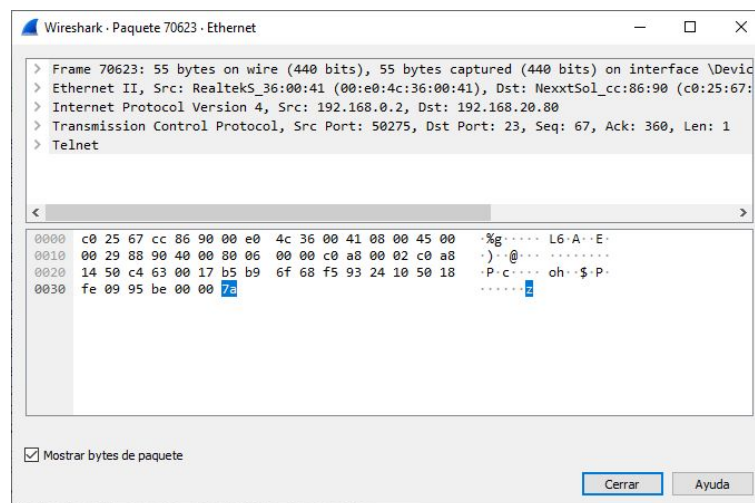 Wireshark · Paquete 70623 · Ethernet
> Frame 70623: 55 bytes on wire (440 bits), 55 bytes captured (440 bits) on interface \Devic
> Ethernet II, Src: RealtekS_36:00:41 (00:e0:4c:36:00:41), Dst: NexxtSol_cc:86:90 (c0:25:67:
> Internet Protocol Version 4, Src: 192.168.0.2, Dst: 192.168.20.80
> Transmission Control Protocol, Src Port: 50275, Dst Port: 23, Seq: 67, Ack: 360, Len: 1
> Telnet
0000 c0 25 67 cc 86 90 00 e0 4c 36 00 41 08 00 45 00 ·%g····· L6·A··E·
0010 00 29 88 90 40 00 80 06 00 00 c0 a8 00 02 c0 a8 ·)··@··· ········
0020 14 50 c4 63 00 17 b5 b9 6f 68 f5 93 24 10 50 18 ·P·c···· oh··$·P·
0030 fe 09 95 be 00 00 7a ······z
Mostrar bytes de paquete
Cerrar Ayuda